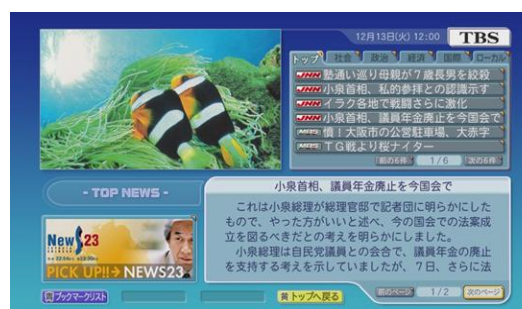 12月13日(火) 12:00 TBS
トップ 社会 政治 経済 国際 ローカル
JNN 塾通い巡り母親が7歳長男を絞殺
JNN 小泉首相、私的参拝との認識示す
JNN イラク各地で戦闘さらに激化
JNN 小泉首相、議員年金廃止を今国会で
憤！大阪市の公営駐車場、大赤字
TG戦より桜ナイター
前の6件 1/6 次の6件
- TOP NEWS -
小泉首相、議員年金廃止を今国会で
これは小泉総理が総理官邸で記者団に明らかにした
もので、やった方がいいと述べ、今の国会での法案成
立を図るべきだとの考えを明らかにしました。
小泉総理は自民党議員との会合で、議員年金の廃止
を支持する考えを示していましたが、7日、さらに法
News23
PICK UP!!→ NEWS23
青 ブックマークリスト
黄 トップへ戻る
前のページ 1/2 次のページ